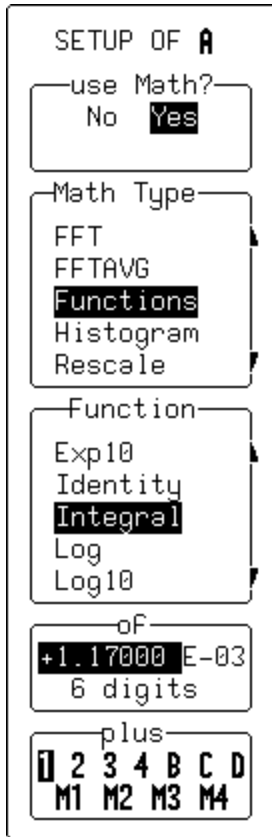 SETUP OF A
use Math?
No Yes
Math Type
FFT
FFTAVG
Functions
Histogram
Rescale
Function
Exp10
Identity
Integral
Log
Log10
of
+1.17000 E-03
6 digits
plus
1 2 3 4 B C D
M1 M2 M3 M4